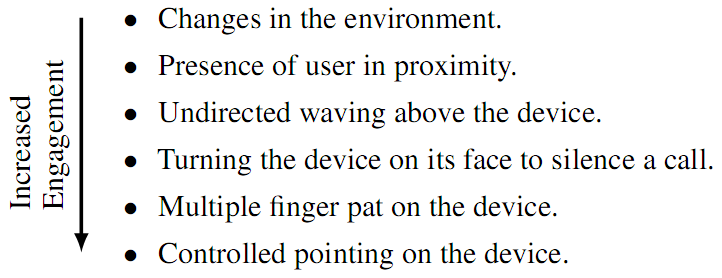 Increased
Engagement
• Changes in the environment.
• Presence of user in proximity.
• Undirected waving above the device.
• Turning the device on its face to silence a call.
• Multiple finger pat on the device.
• Controlled pointing on the device.